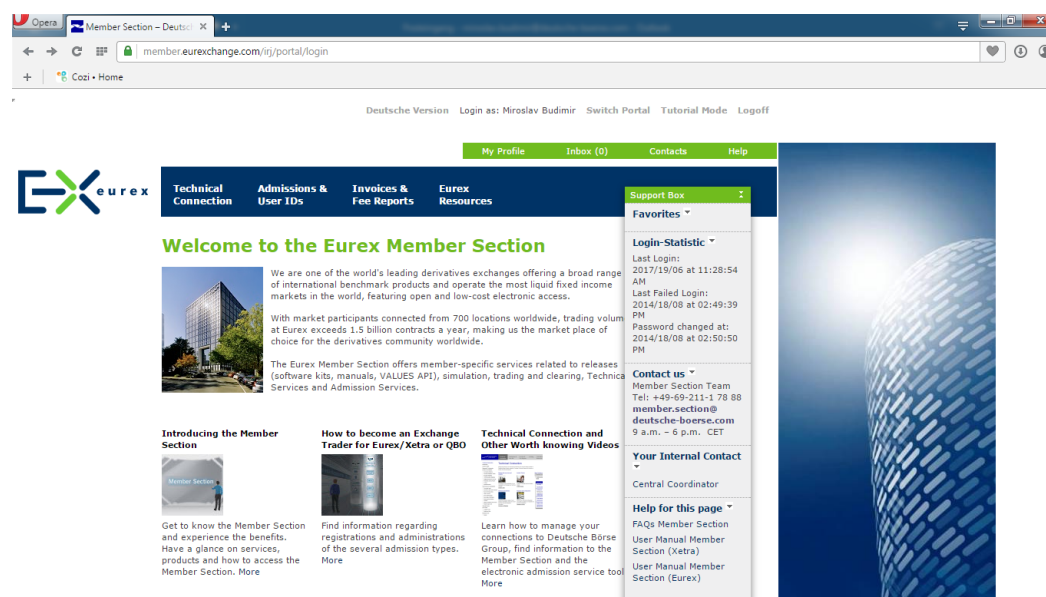 Opera
Member Section – Deutsc
member.eurexchange.com/irj/portal/login
Cozi • Home
Deutsche Version Login as: Miroslav Budimir Switch Portal Tutorial Mode Logoff
My Profile Inbox (0) Contacts Help
eurex
Technical Connection
Admissions & User IDs
Invoices & Fee Reports
Eurex Resources
Welcome to the Eurex Member Section
We are one of the world's leading derivatives exchanges offering a broad range
of international benchmark products and operate the most liquid fixed income
markets in the world, featuring open and low-cost electronic access.
With market participants connected from 700 locations worldwide, trading volum
at Eurex exceeds 1.5 billion contracts a year, making us the market place of
choice for the derivatives community worldwide.
The Eurex Member Section offers member-specific services related to releases
(software kits, manuals, VALUES API), simulation, trading and clearing, Technica
Services and Admission Services.
Introducing the Member
Section
Member Section
Get to know the Member Section
and experience the benefits.
Have a glance on services,
products and how to access the
Member Section. More
How to become an Exchange
Trader for Eurex/Xetra or QBO
Find information regarding
registrations and administrations
of the several admission types.
More
Technical Connection and
Other Worth knowing Videos
Learn how to manage your
connections to Deutsche Börse
Group, find information to the
Member Section and the
electronic admission service tool
More
Support Box
Favorites
Login-Statistic
Last Login:
2017/19/06 at 11:28:54
AM
Last Failed Login:
2014/18/08 at 02:49:39
PM
Password changed at:
2014/18/08 at 02:50:50
PM
Contact us
Member Section Team
Tel: +49-69-211-1 78 88
member.section@
deutsche-boerse.com
9 a.m. – 6 p.m. CET
Your Internal Contact
Central Coordinator
Help for this page
FAQs Member Section
User Manual Member
Section (Xetra)
User Manual Member
Section (Eurex)